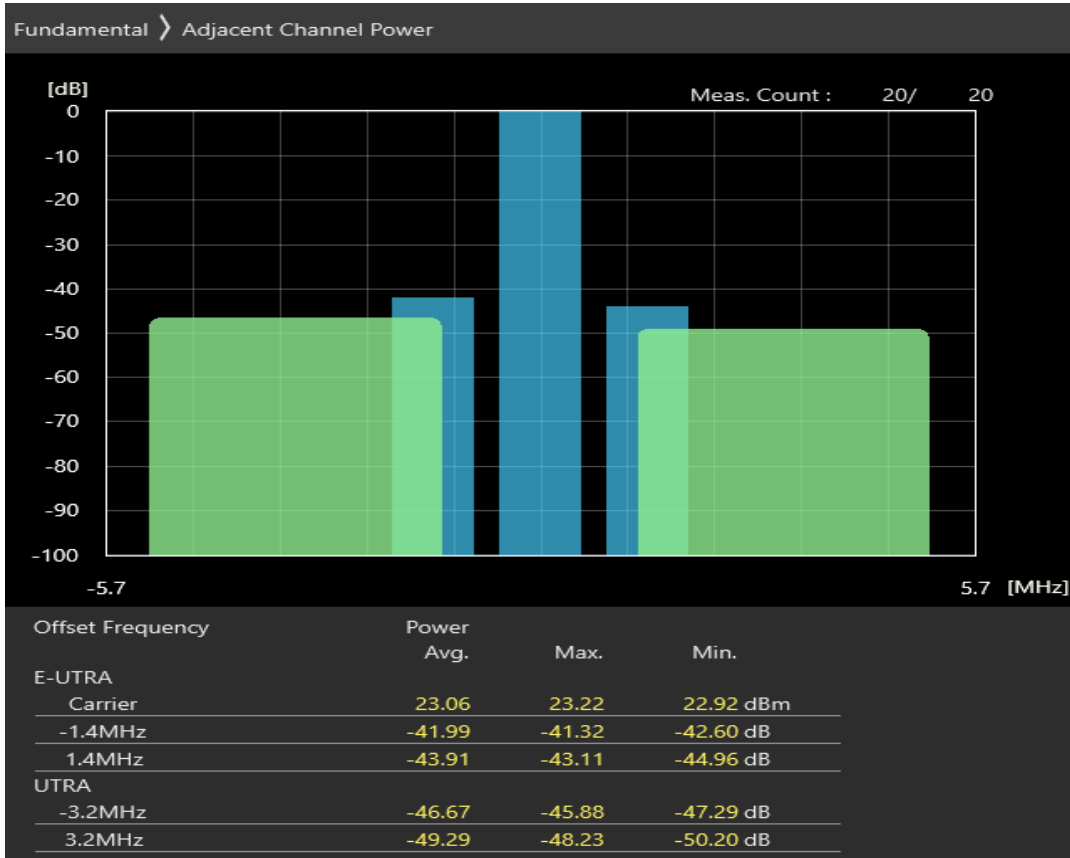 Fundamental 〉 Adjacent Channel Power
[dB]
Meas. Count : 20/ 20
0
-10
-20
-30
-40
-50
-60
-70
-80
-90
-100
-5.7 5.7 [MHz]
Offset Frequency Power
Avg. Max. Min.
E-UTRA
Carrier 23.06 23.22 22.92 dBm
-1.4MHz -41.99 -41.32 -42.60 dB
1.4MHz -43.91 -43.11 -44.96 dB
UTRA
-3.2MHz -46.67 -45.88 -47.29 dB
3.2MHz -49.29 -48.23 -50.20 dB